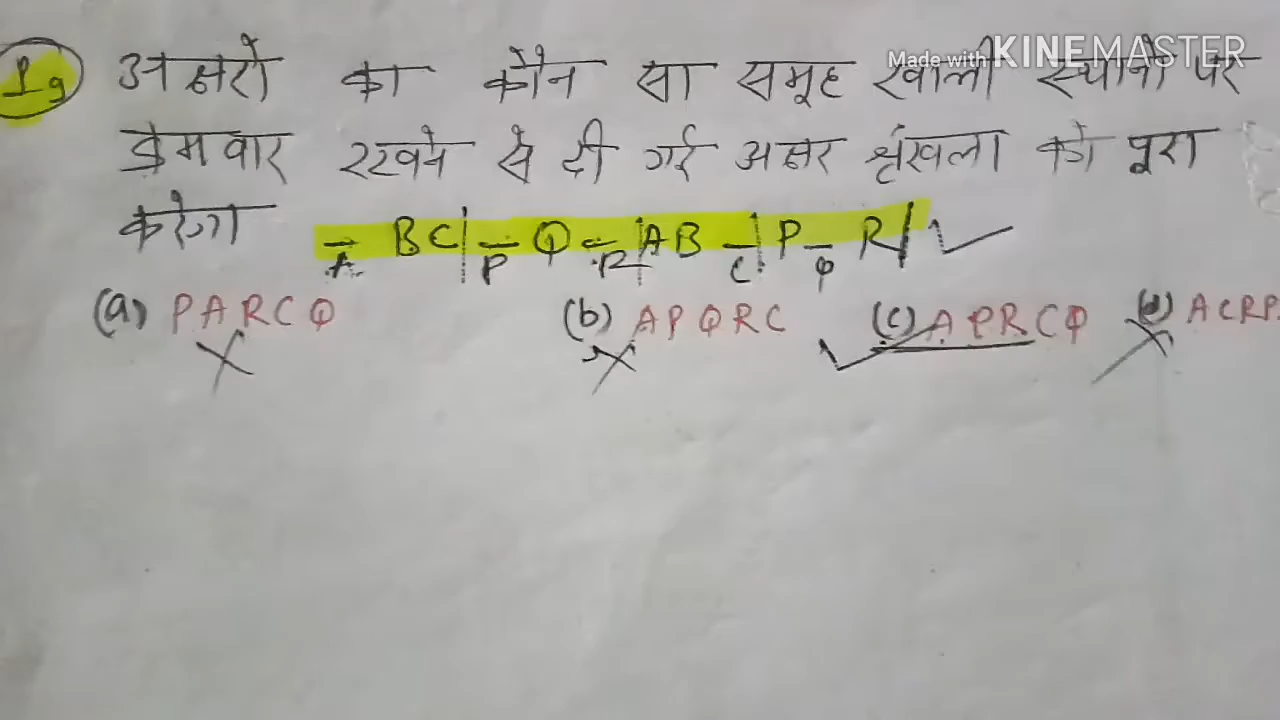 Made with KINEMASTER
19 अक्षरो का कौन सा समूह खाली स्थानो पर
क्रमवार रखने से दी गई अक्षर श्रृंखला को पूरा
करेगा _ BC | _ Q _ | AB _ | P _ R |
A P R C Q
(a) PARCQ (b) APQRC (c) APRCQ (d) ACRP